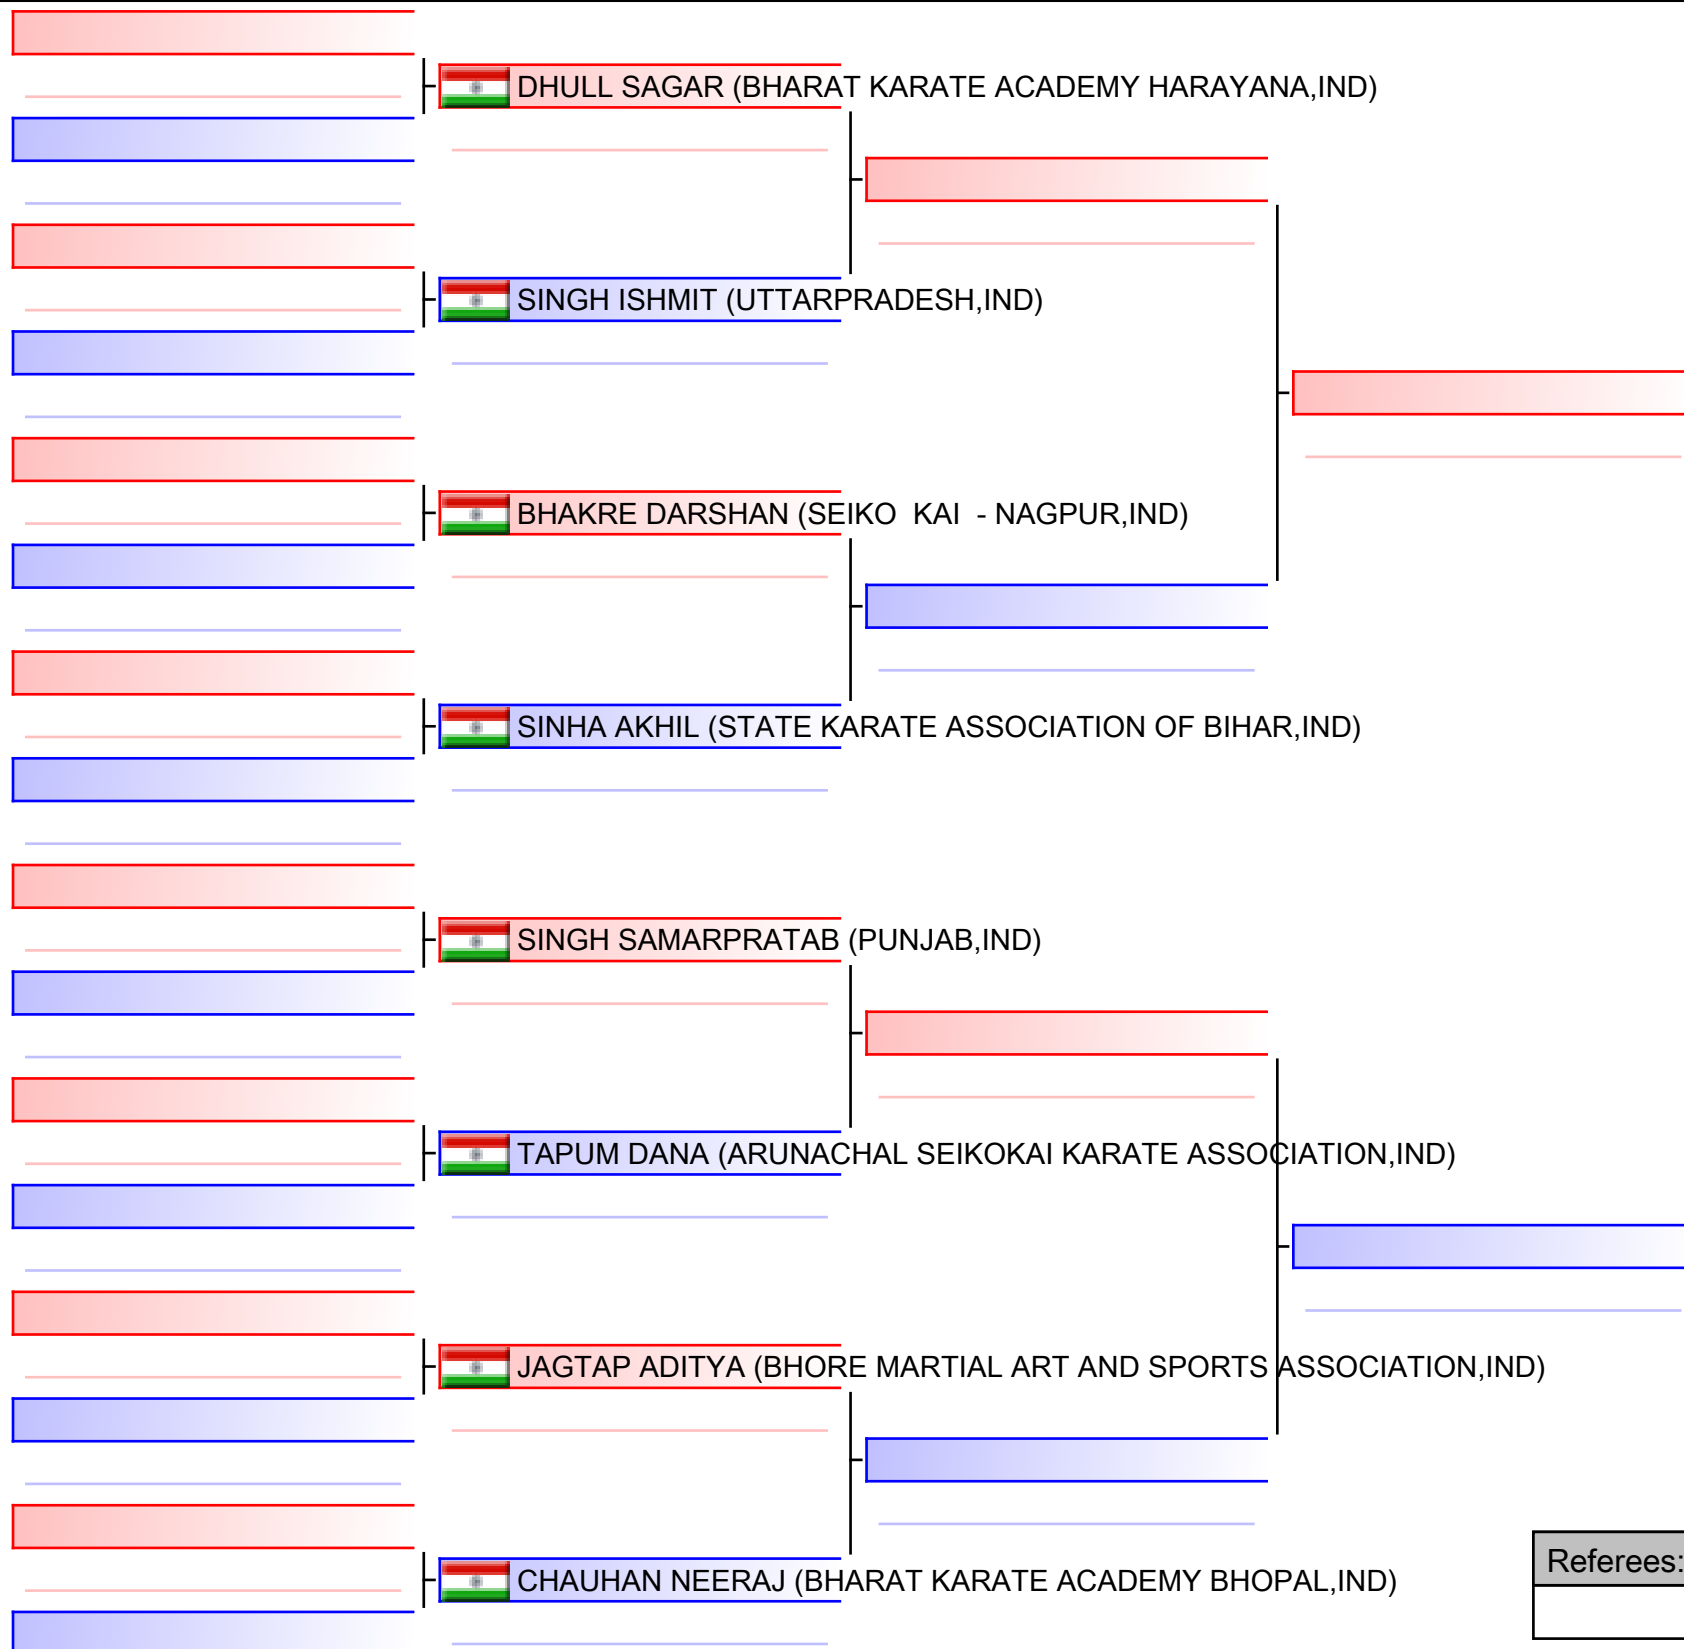 DHULL SAGAR (BHARAT KARATE ACADEMY HARAYANA,IND)
SINGH ISHMIT (UTTARPRADESH,IND)
BHAKRE DARSHAN (SEIKO  KAI  - NAGPUR,IND)
SINHA AKHIL (STATE KARATE ASSOCIATION OF BIHAR,IND)
SINGH SAMARPRATAB (PUNJAB,IND)
TAPUM DANA (ARUNACHAL SEIKOKAI KARATE ASSOCIATION,IND)
JAGTAP ADITYA (BHORE MARTIAL ART AND SPORTS ASSOCIATION,IND)
CHAUHAN NEERAJ (BHARAT KARATE ACADEMY BHOPAL,IND)
Referees: